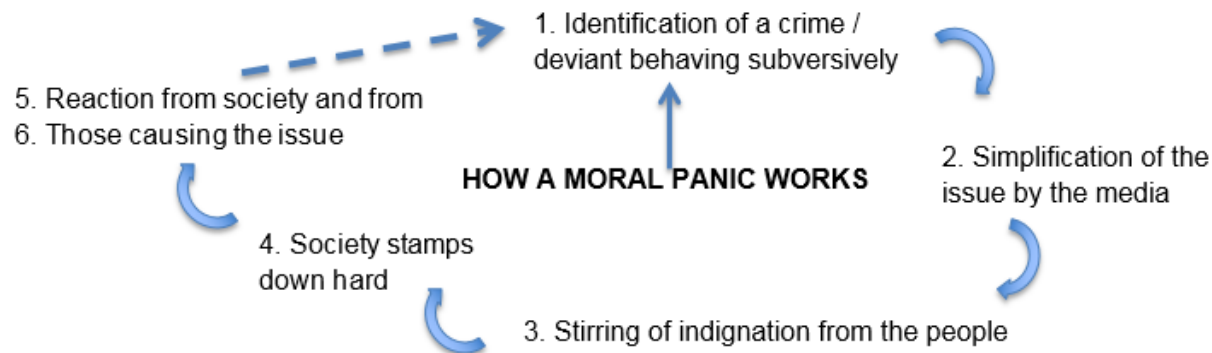 1. Identification of a crime /
deviant behaving subversively
5. Reaction from society and from
6. Those causing the issue
2. Simplification of the
issue by the media
HOW A MORAL PANIC WORKS
4. Society stamps
down hard
3. Stirring of indignation from the people